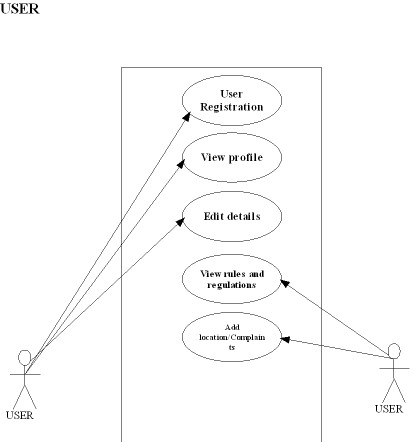 USER
User
Registration
View profile
Edit details
View rules and
regulations
Add
location/Complain
ts
USER
USER